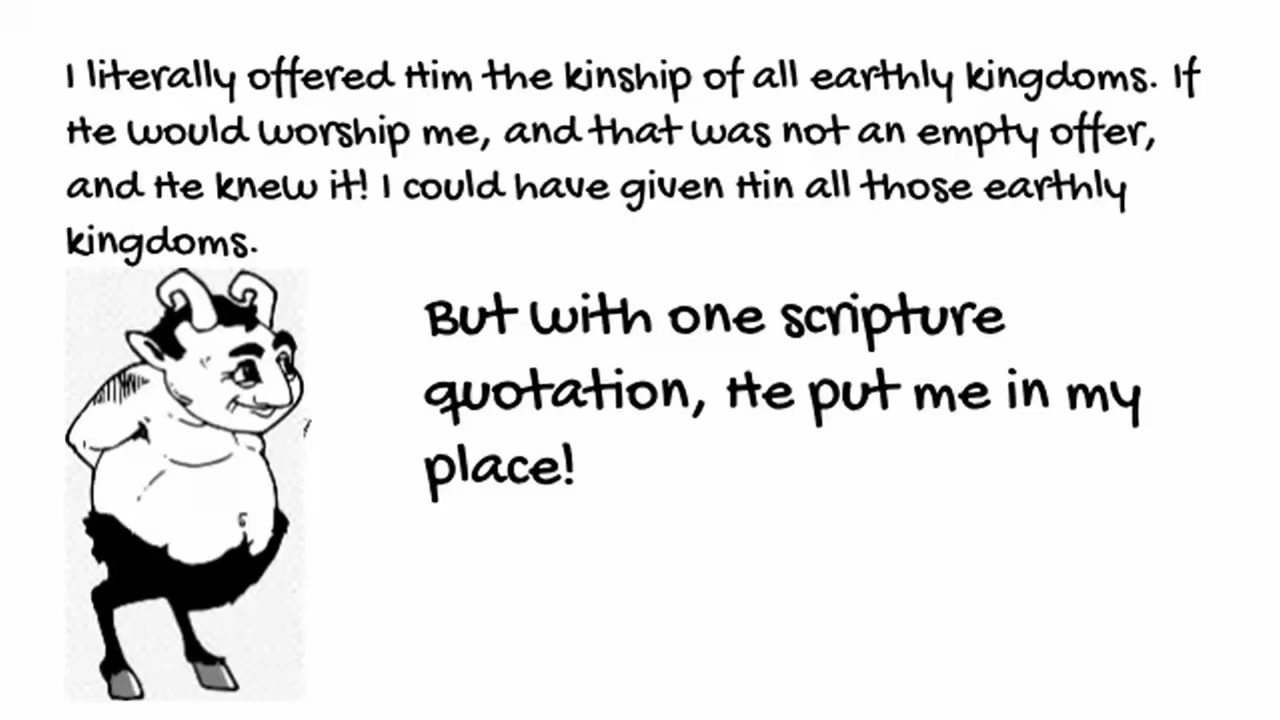 I literally offered Him the kinship of all earthly kingdoms. If
He would worship me, and that was not an empty offer,
and He knew it! I could have given Hin all those earthly
kingdoms.
But with one scripture
quotation, He put me in my
place!